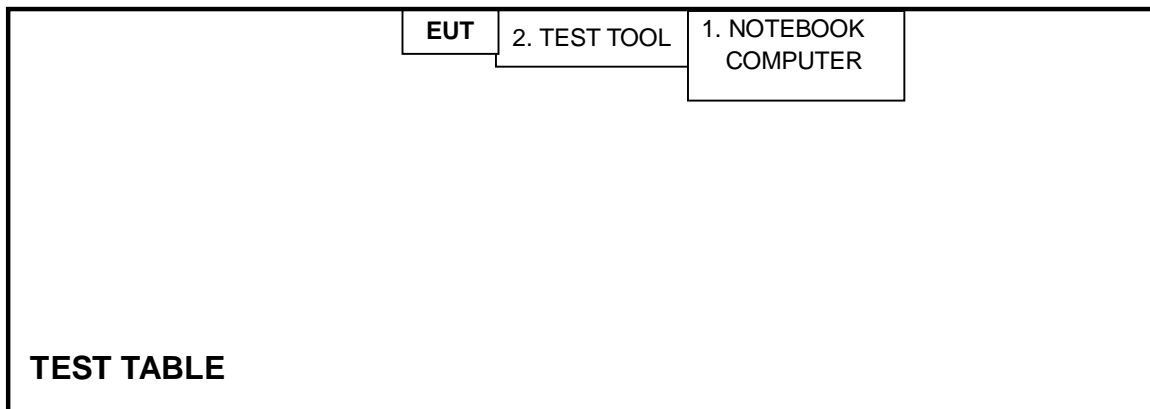 EUT
2. TEST TOOL
1. NOTEBOOK
COMPUTER
TEST TABLE